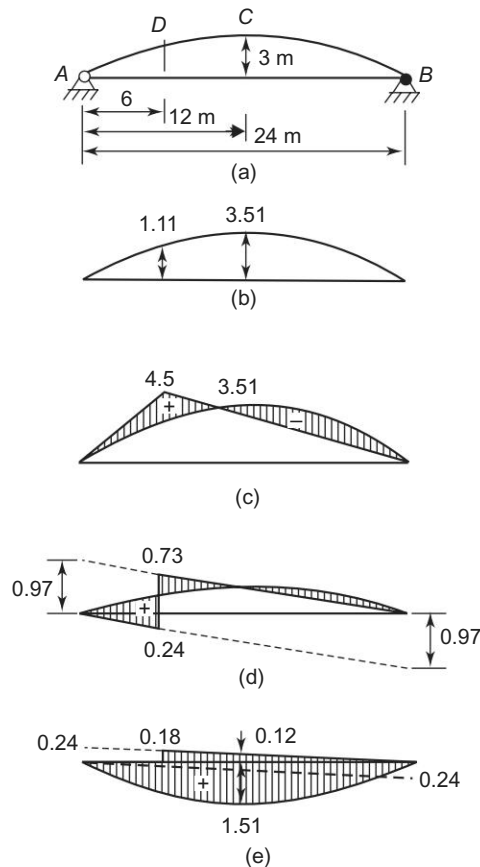 D
C
A
3 m
B
6
12 m
24 m
(a)
1.11
3.51
(b)
4.5
3.51
+
−
(c)
0.97
0.73
+
0.24
0.97
(d)
0.24
0.18
0.12
+
0.24
1.51
(e)